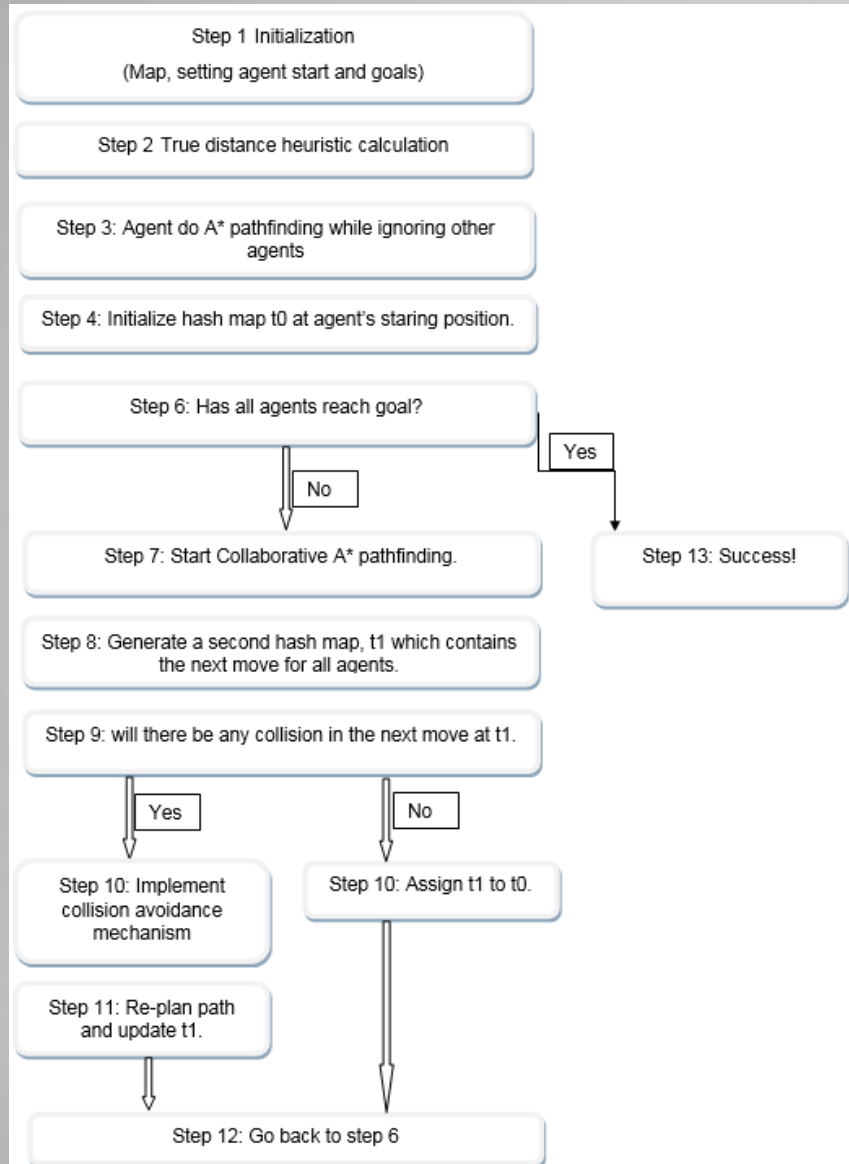 Step 1 Initialization
(Map, setting agent start and goals)
Step 2 True distance heuristic calculation
Step 3: Agent do A* pathfinding while ignoring other
agents
Step 4: Initialize hash map t0 at agent's staring position.
Step 6: Has all agents reach goal?
Yes
No
Step 7: Start Collaborative A* pathfinding.
Step 13: Success!
Step 8: Generate a second hash map, t1 which contains
the next move for all agents.
Step 9: will there be any collision in the next move at t1.
Yes
No
Step 10: Implement
collision avoidance
mechanism
Step 10: Assign t1 to t0.
Step 11: Re-plan path
and update t1.
Step 12: Go back to step 6